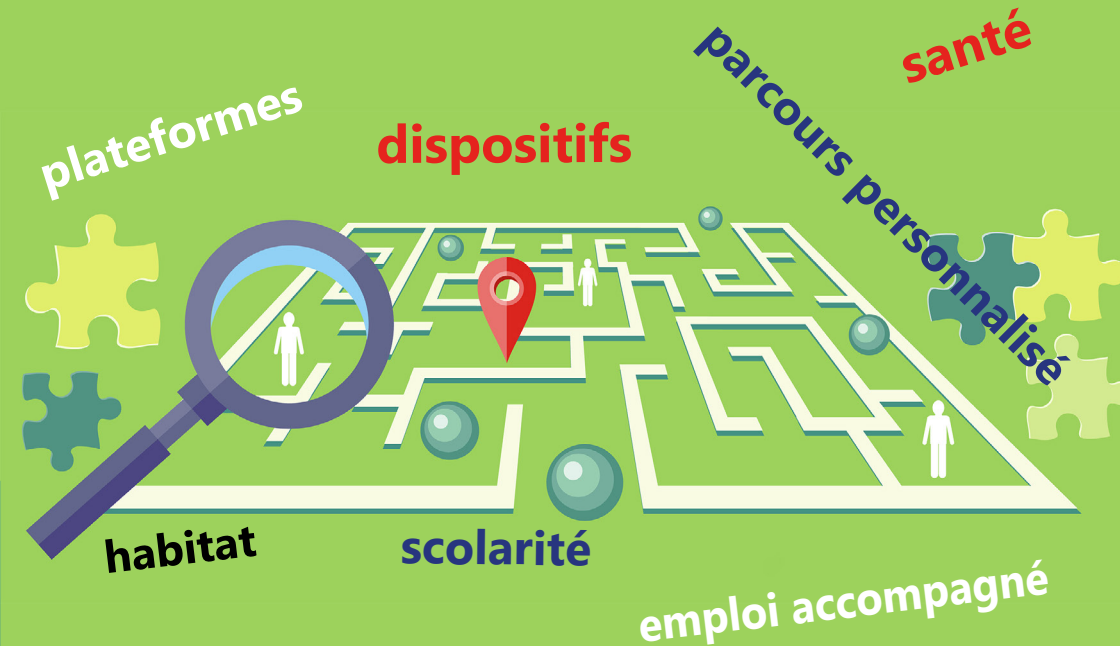 santé
parcours personnalisé
plateformes
dispositifs
habitat
scolarité
emploi accompagné